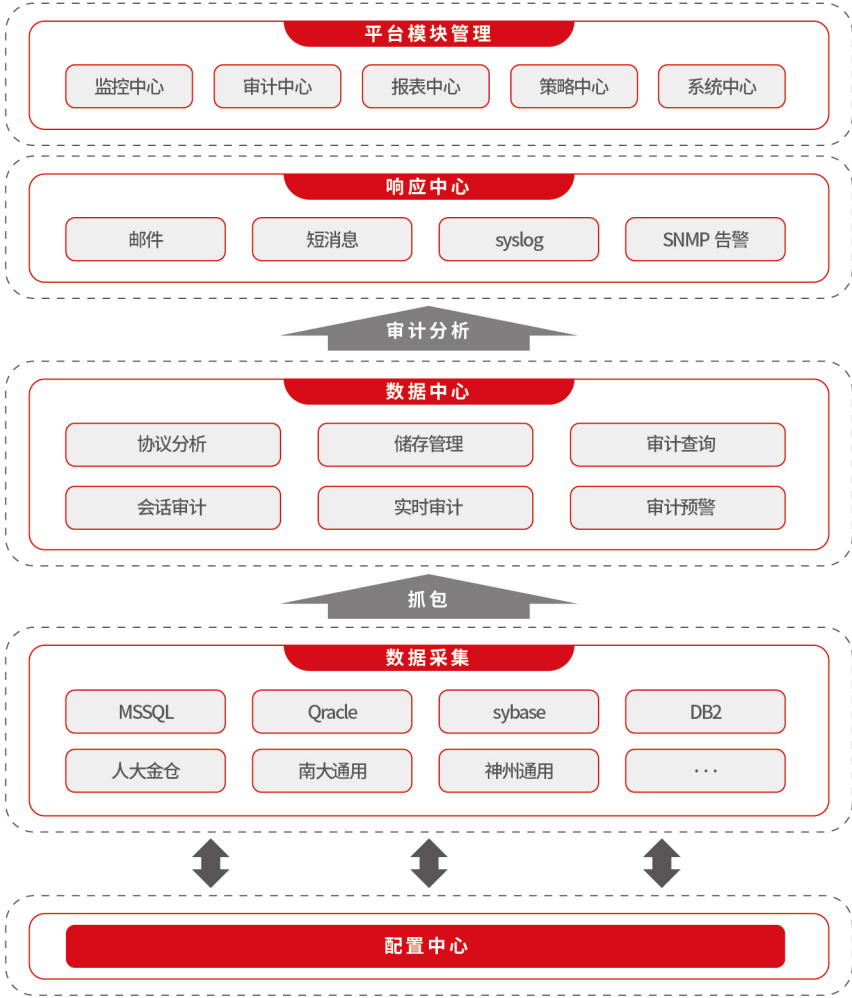 平台模块管理
监控中心 审计中心 报表中心 策略中心 系统中心
响应中心
邮件 短消息 syslog SNMP 告警
审计分析
数据中心
协议分析 储存管理 审计查询
会话审计 实时审计 审计预警
抓包
数据采集
MSSQL Qracle sybase DB2
人大金仓 南大通用 神州通用 ···
配置中心